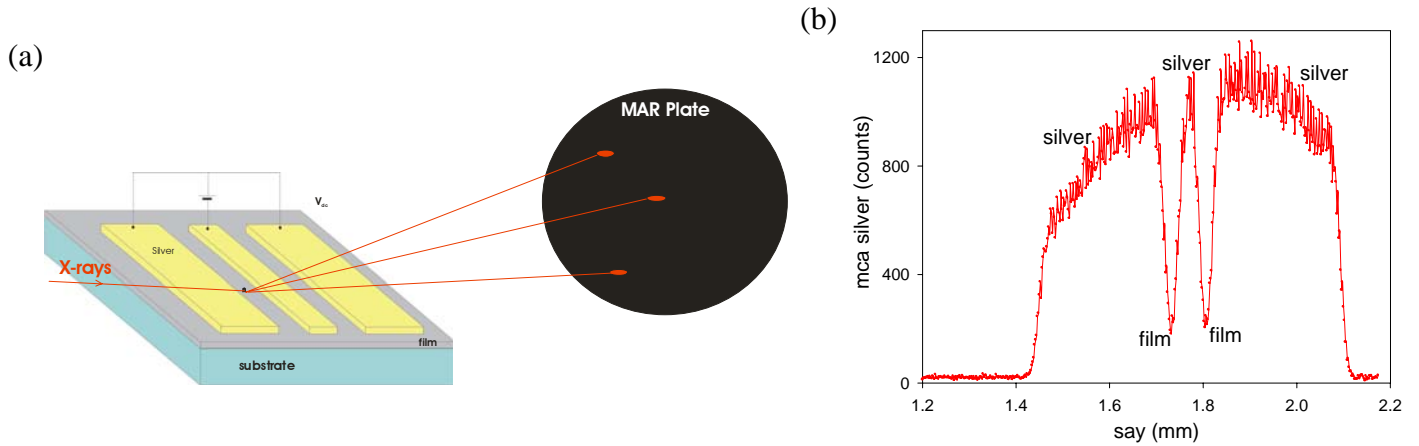 (a)
MAR Plate
V_dc
Silver
X-rays
film
substrate
(b)
mca silver (counts)
1200
800
400
0
silver
silver
silver
film
film
1.2 1.4 1.6 1.8 2.0 2.2
say (mm)